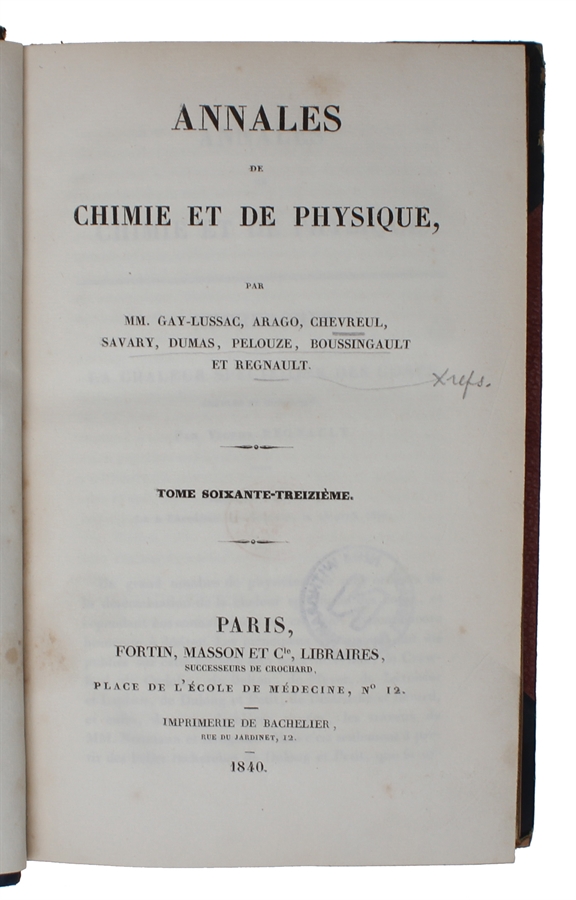 ANNALES
DE
CHIMIE ET DE PHYSIQUE,
PAR
MM. GAY-LUSSAC, ARAGO, CHEVREUL,
SAVARY, DUMAS, PELOUZE, BOUSSINGAULT
ET REGNAULT.
Xrefs.
TOME SOIXANTE-TREIZIÈME.
PARIS,
FORTIN, MASSON ET Cie, LIBRAIRES,
SUCCESSEURS DE CROCHARD,
PLACE DE L'ÉCOLE DE MÉDECINE, No 12.
IMPRIMERIE DE BACHELIER,
RUE DU JARDINET, 12.
1840.